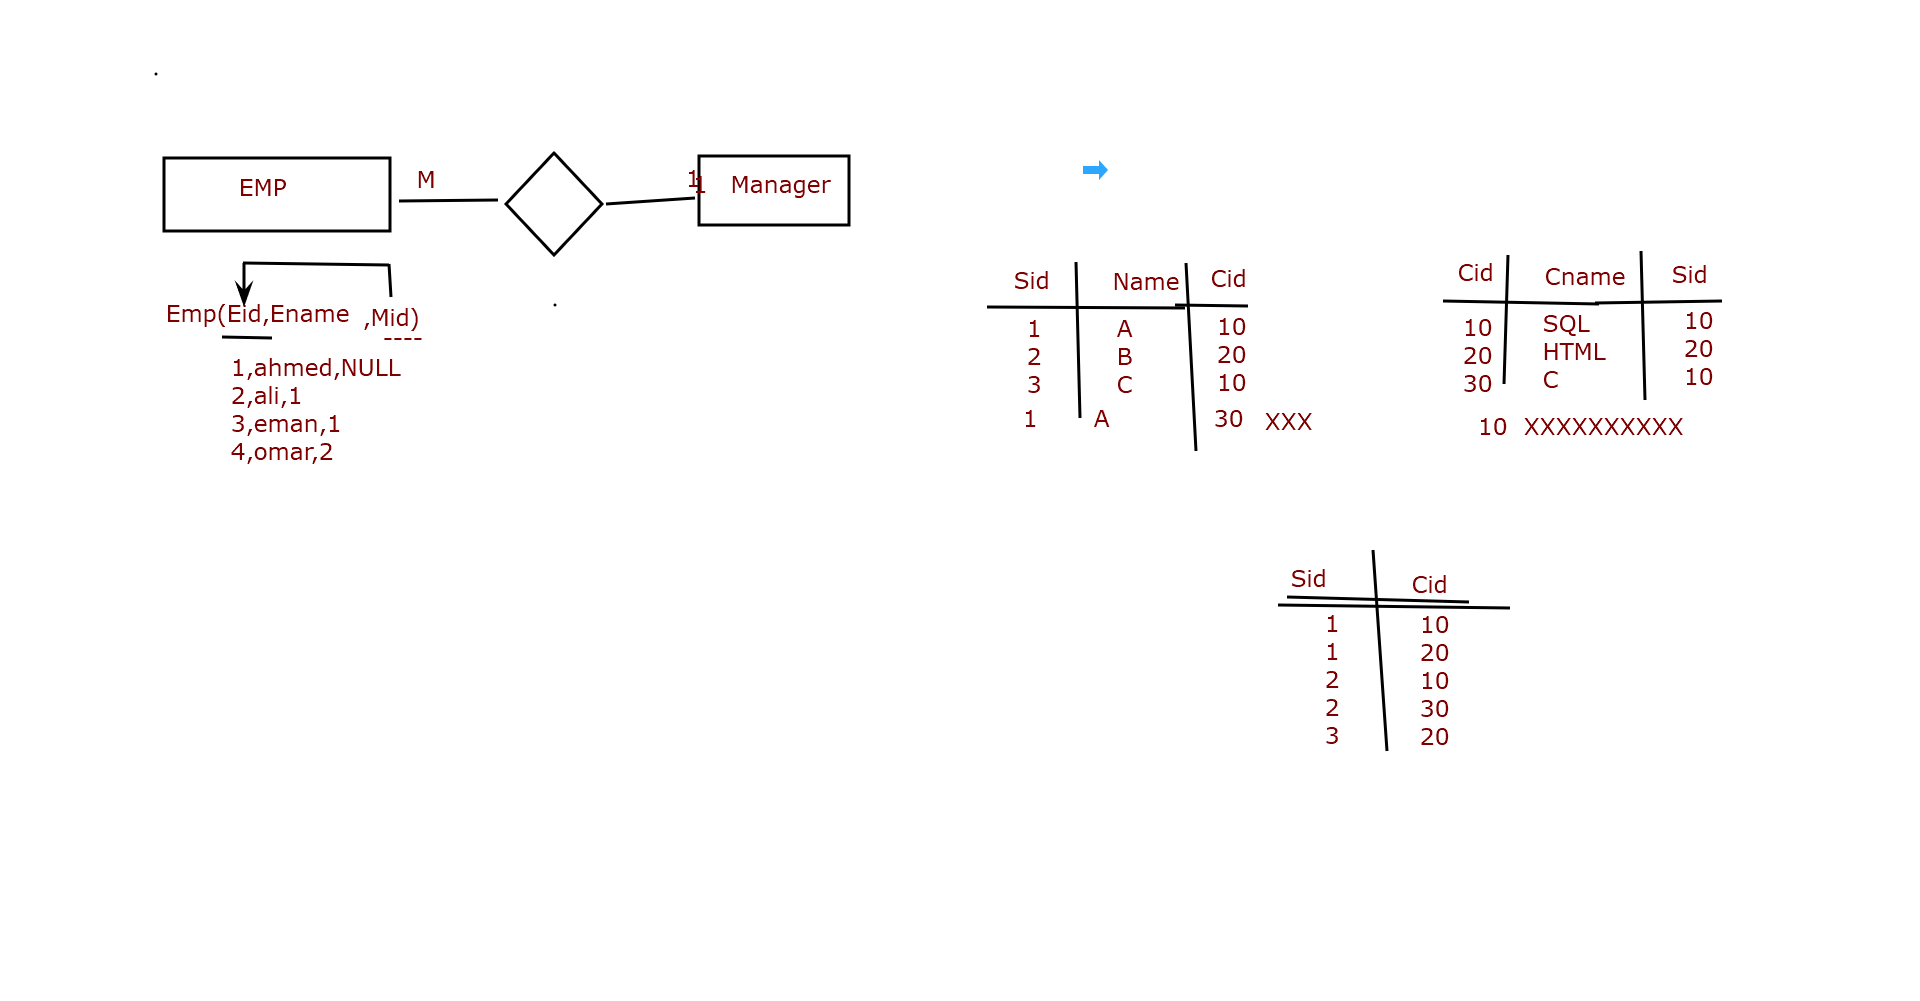 EMP
M
1
1
Manager
Emp(Eid,Ename ,Mid)
----
1,ahmed,NULL
2,ali,1
3,eman,1
4,omar,2
Sid Name Cid
1 A 10
2 B 20
3 C 10
1 A 30 XXX
Cid Cname Sid
10 SQL 10
20 HTML 20
30 C 10
10 XXXXXXXXXX
Sid Cid
1 10
1 20
2 10
2 30
3 20